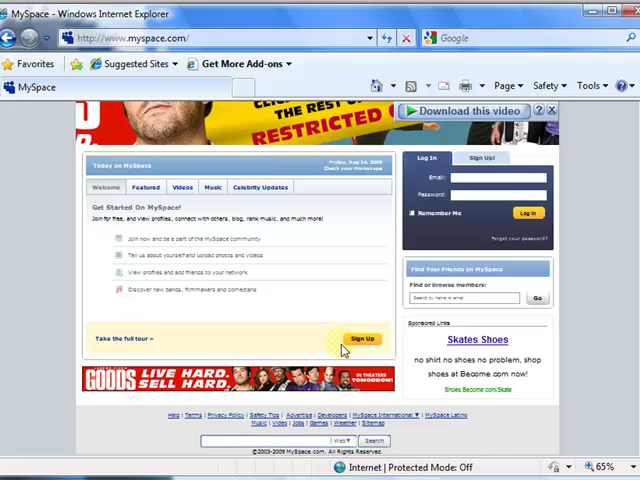 MySpace - Windows Internet Explorer
http://www.myspace.com/
Google
Favorites
Suggested Sites
Get More Add-ons
MySpace
Page
Safety
Tools
THE REST O
RESTRICTED
Download this video
Today on MySpace
Friday, Aug 14, 2009
Check your Horoscope
Welcome
Featured
Videos
Music
Celebrity Updates
Get Started On MySpace!
Join for free, and view profiles, connect with others, blog, rank music, and much more!
Join now and be a part of the MySpace community
Tell us about yourself and upload photos and videos
View profiles and add friends to your network
Discover new bands, filmmakers and comedians
Take the full tour »
Sign Up
Log In
Sign Up!
Email:
Password:
Remember Me
Log In
Forgot your password?
Find Your Friends on MySpace
Find or browse members:
Search by name or email
Go
Sponsored Links
Skates Shoes
no shirt no shoes no problem, shop
shoes at Become.com now!
Shoes.Become.com/Skate
GOODS LIVE HARD. SELL HARD.
IN THEATERS TOMORROW!
Help | Terms | Privacy Policy | Safety Tips | Advertise | Developers | MySpace International ▼ | MySpace Latino
Music | Video | Jobs | Games | Weather | Sitemap
Web ▼
Search
©2003-2009 MySpace.com. All Rights Reserved.
Internet | Protected Mode: Off
65%